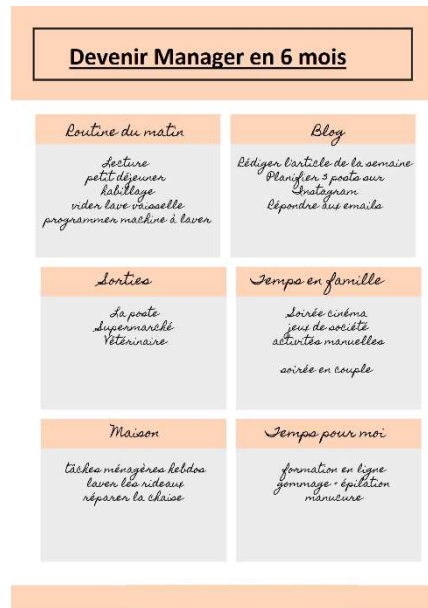 Devenir Manager en 6 mois
Routine du matin
Lecture
petit déjeuner
habillage
vider lave vaisselle
programmer machine à laver
Blog
Rédiger l'article de la semaine
Planifier 3 posts sur
Instagram
Répondre aux emails
Sorties
La poste
Supermarché
Vétérinaire
Temps en famille
Soirée cinéma
jeux de société
activités manuelles
soirée en couple
Maison
tâches ménagères hebdos
laver les rideaux
réparer la chaise
Temps pour moi
formation en ligne
gommage + épilation
manucure